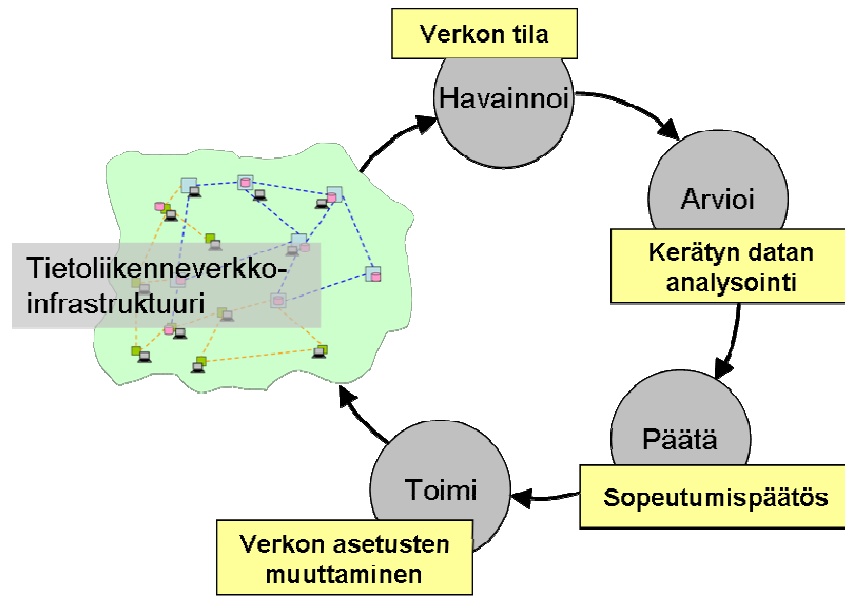 Verkon tila
Havainnoi
Arvioi
Kerätyn datan
analysointi
Päätä
Sopeutumispäätös
Toimi
Verkon asetusten
muuttaminen
Tietoliikenneverkko-
infrastruktuuri